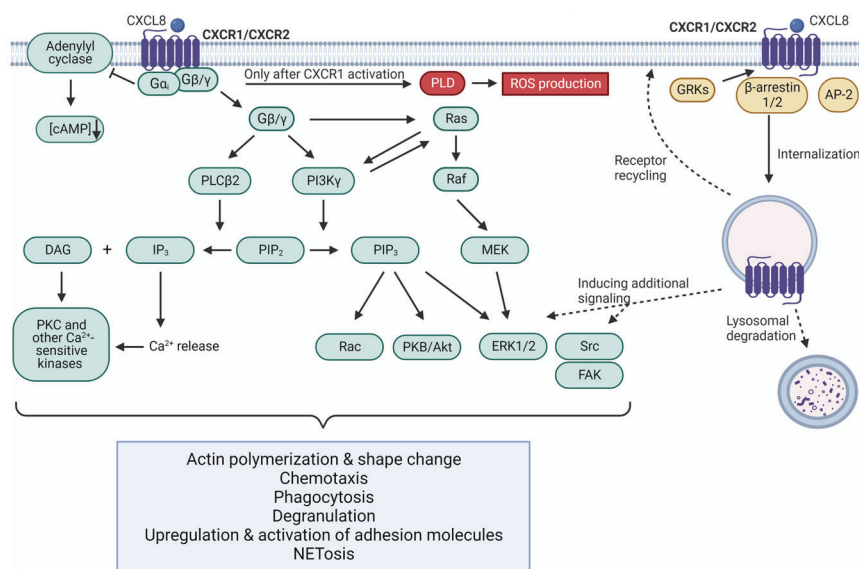 CXCL8
CXCR1/CXCR2
Adenylyl
cyclase
Gαi
Gβ/γ
Only after CXCR1 activation
PLD
ROS production
[cAMP]
Gβ/γ
Ras
PLCβ2
PI3Kγ
Raf
DAG
+
IP₃
PIP₂
PIP₃
MEK
PKC and
other Ca²⁺-
sensitive
kinases
Ca²⁺ release
Rac
PKB/Akt
ERK1/2
Src
FAK
CXCR1/CXCR2
CXCL8
GRKs
β-arrestin
1/2
AP-2
Internalization
Receptor
recycling
Inducing additional
signaling
Lysosomal
degradation
Actin polymerization & shape change
Chemotaxis
Phagocytosis
Degranulation
Upregulation & activation of adhesion molecules
NETosis